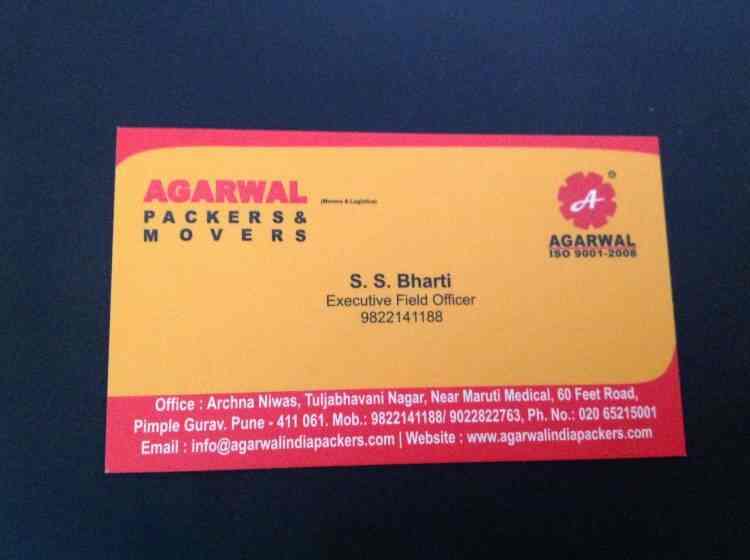 AGARWAL (Movers & Logistics)
PACKERS &
MOVERS
®
A
AGARWAL
ISO 9001-2008
S. S. Bharti
Executive Field Officer
9822141188
Office : Archna Niwas, Tuljabhavani Nagar, Near Maruti Medical, 60 Feet Road,
Pimple Gurav. Pune - 411 061. Mob.: 9822141188/ 9022822763, Ph. No.: 020 65215001
Email : info@agarwalindiapackers.com | Website : www.agarwalindiapackers.com